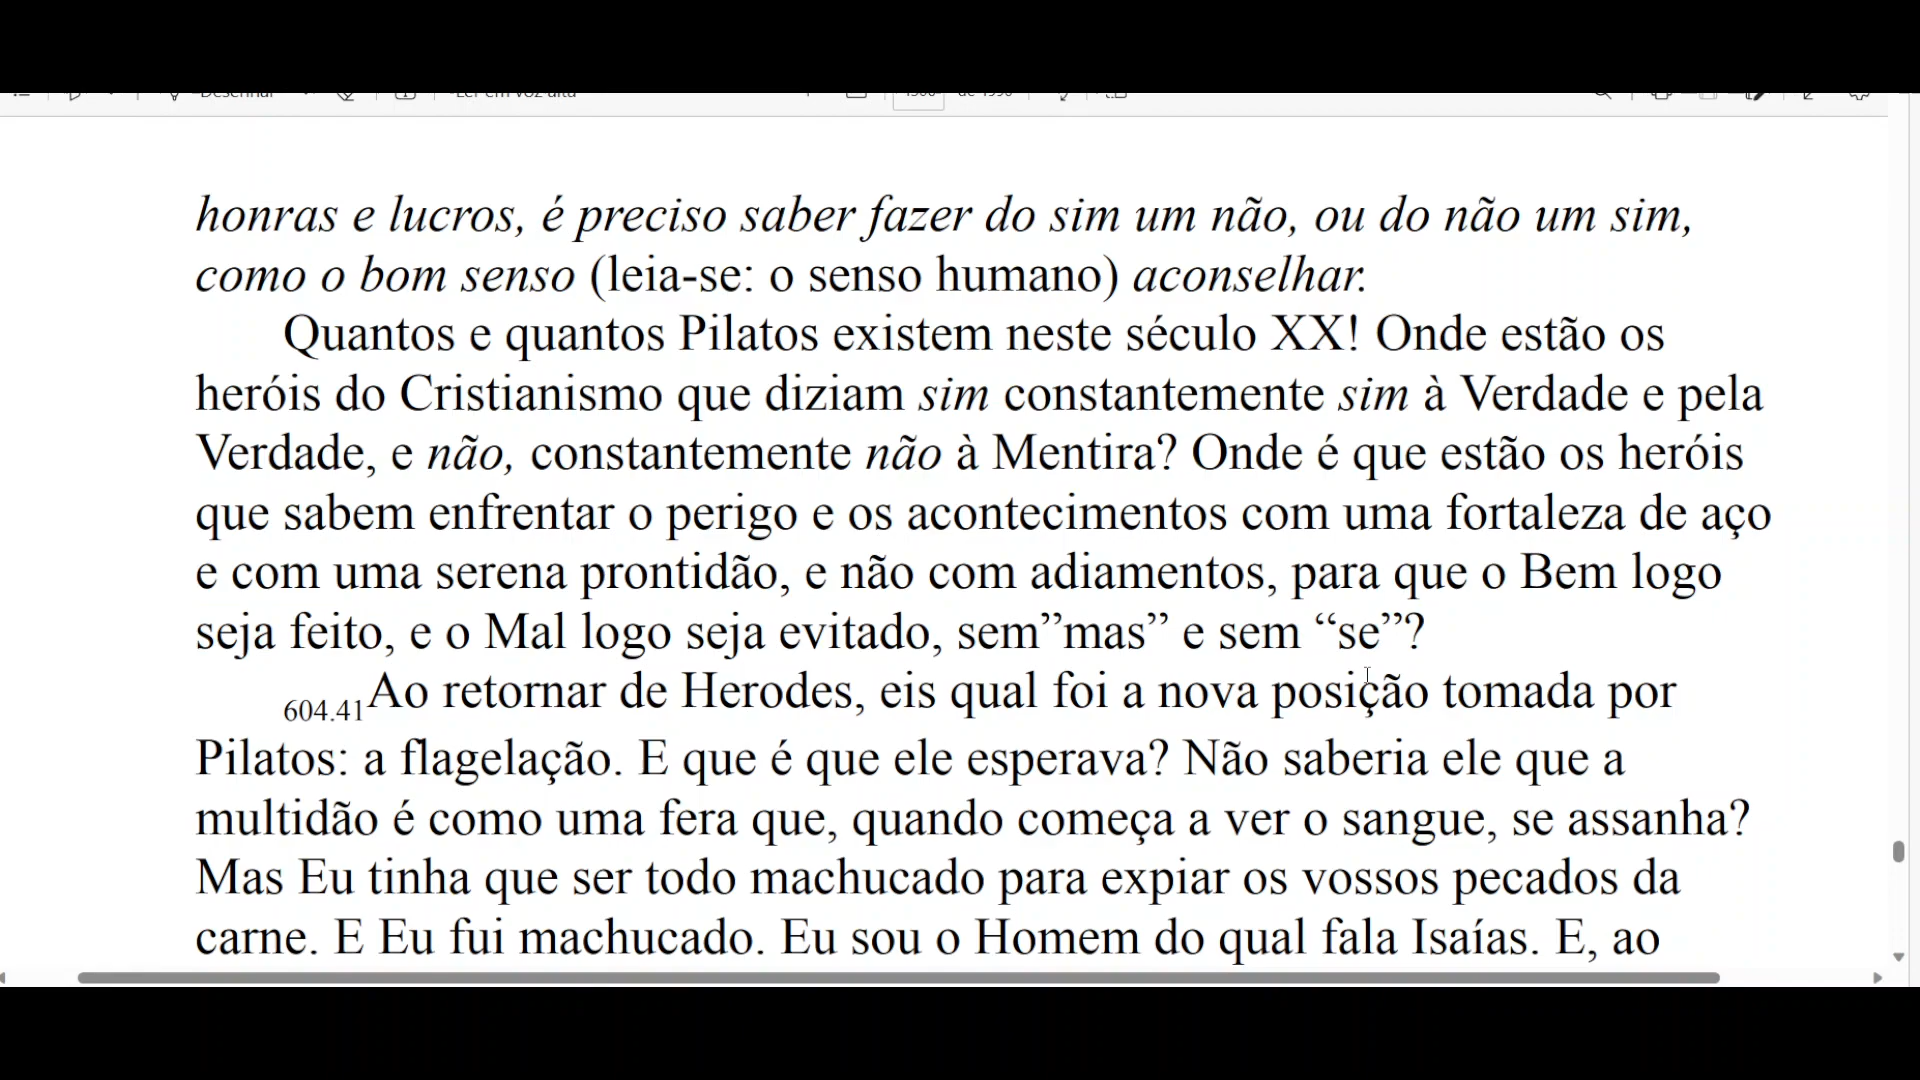 Desenhar Ler em voz alta
honras e lucros, é preciso saber fazer do sim um não, ou do não um sim,
como o bom senso (leia-se: o senso humano) aconselhar.
Quantos e quantos Pilatos existem neste século XX! Onde estão os
heróis do Cristianismo que diziam sim constantemente sim à Verdade e pela
Verdade, e não, constantemente não à Mentira? Onde é que estão os heróis
que sabem enfrentar o perigo e os acontecimentos com uma fortaleza de aço
e com uma serena prontidão, e não com adiamentos, para que o Bem logo
seja feito, e o Mal logo seja evitado, sem”mas” e sem “se”?
604.41Ao retornar de Herodes, eis qual foi a nova posição tomada por
Pilatos: a flagelação. E que é que ele esperava? Não saberia ele que a
multidão é como uma fera que, quando começa a ver o sangue, se assanha?
Mas Eu tinha que ser todo machucado para expiar os vossos pecados da
carne. E Eu fui machucado. Eu sou o Homem do qual fala Isaías. E, ao